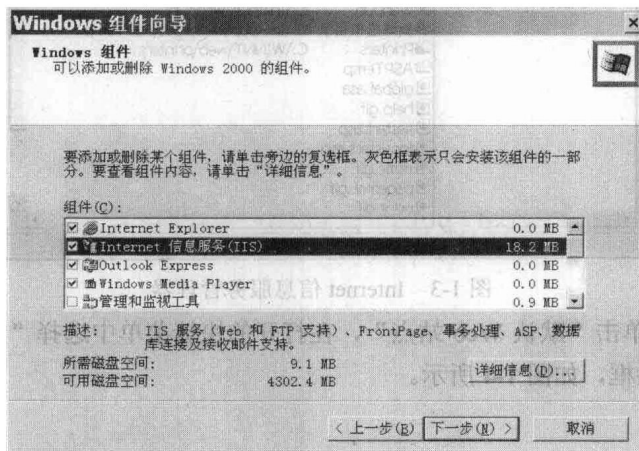 Windows 组件向导
Windows 组件
可以添加或删除 Windows 2000 的组件。
要添加或删除某个组件，请单击旁边的复选框。灰色框表示只会安装该组件的一部
分。要查看组件内容，请单击“详细信息”。
组件(C)：
Internet Explorer 0.0 MB
Internet 信息服务(IIS) 18.2 MB
Outlook Express 0.0 MB
Windows Media Player 0.0 MB
管理和监视工具 0.9 MB
描述： IIS 服务(Web 和 FTP 支持)、FrontPage、事务处理、ASP、数据
库连接及接收邮件支持。
所需磁盘空间： 9.1 MB
可用磁盘空间： 4302.4 MB
详细信息(D)...
< 上一步(B) 下一步(N) > 取消